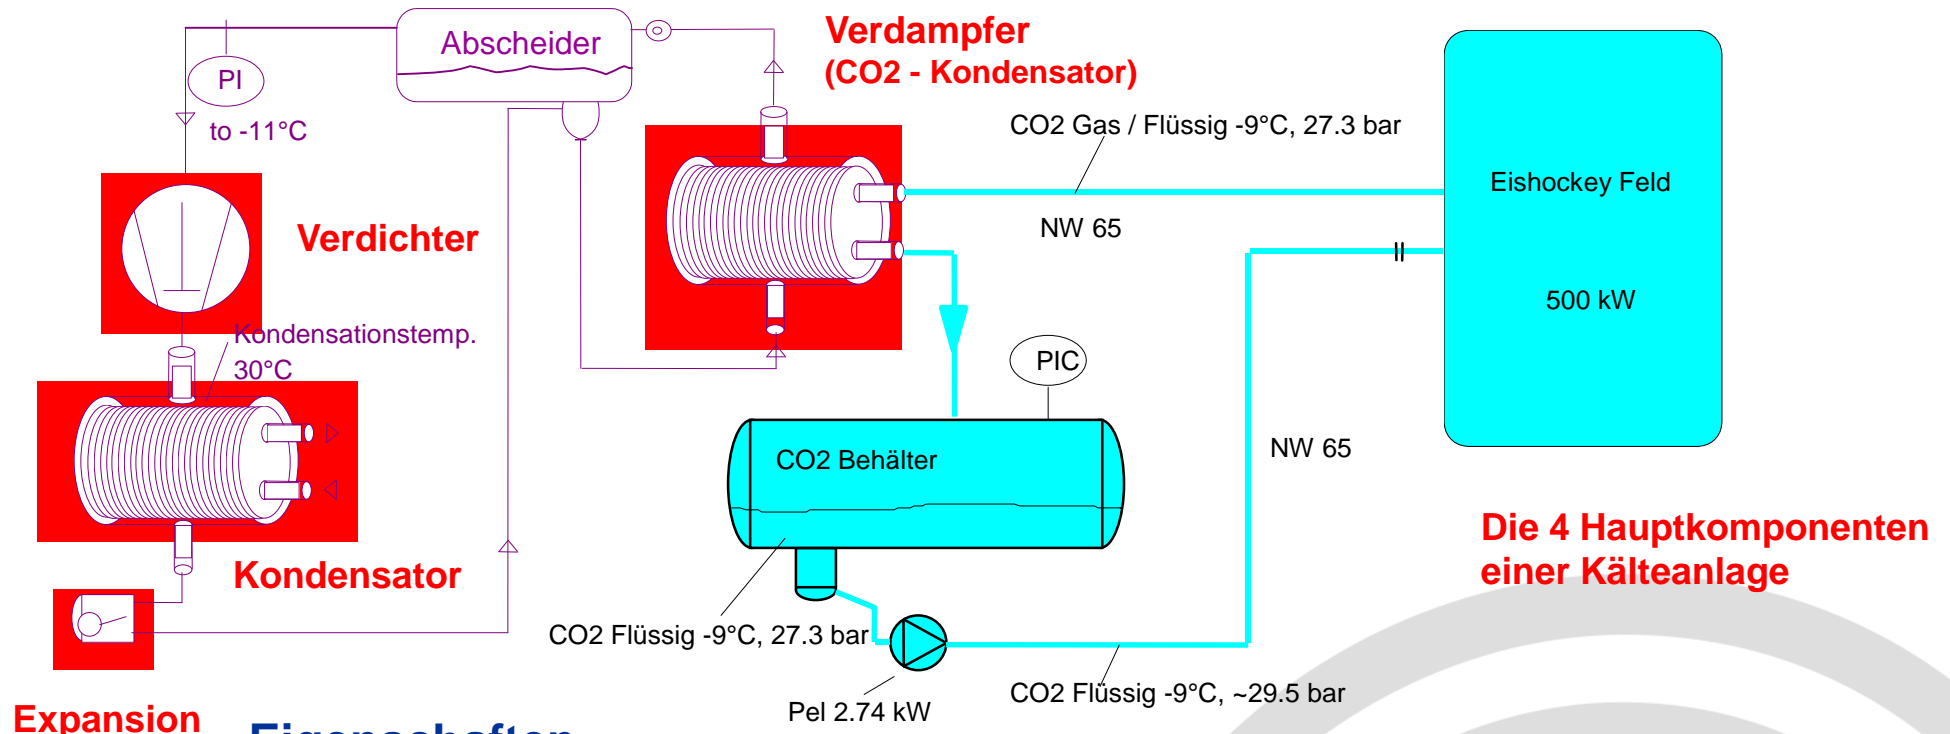 Abscheider
PI
to -11°C
Verdampfer
(CO2 - Kondensator)
CO2 Gas / Flüssig -9°C, 27.3 bar
NW 65
Eishockey Feld
500 kW
Verdichter
Kondensationstemp.
30°C
PIC
CO2 Behälter
NW 65
Kondensator
Die 4 Hauptkomponenten
einer Kälteanlage
CO2 Flüssig -9°C, 27.3 bar
CO2 Flüssig -9°C, ~29.5 bar
Pel 2.74 kW
Expansion
Eigenschaften